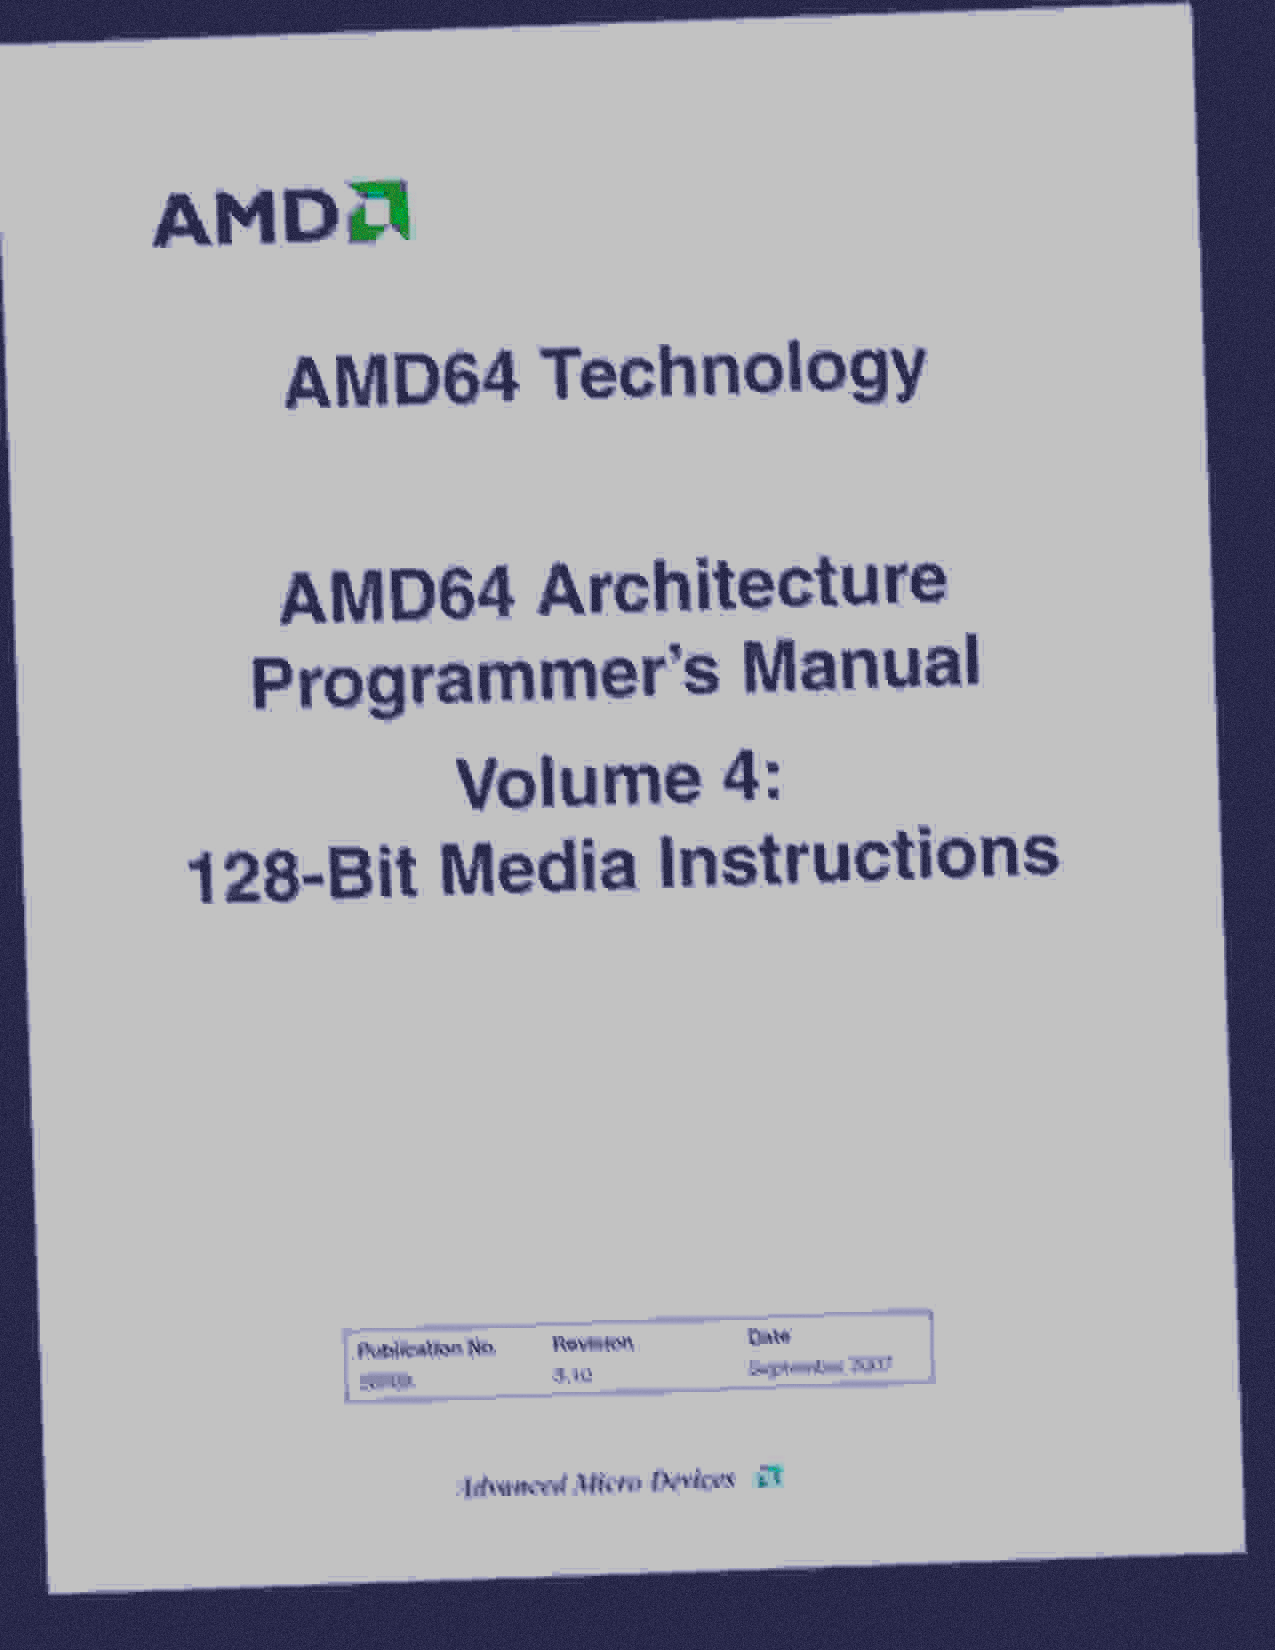 AMD
AMD64 Technology
AMD64 Architecture
Programmer's Manual
Volume 4:
128-Bit Media Instructions
Publication No. Revision Date
3.10 September 2007
Advanced Micro Devices